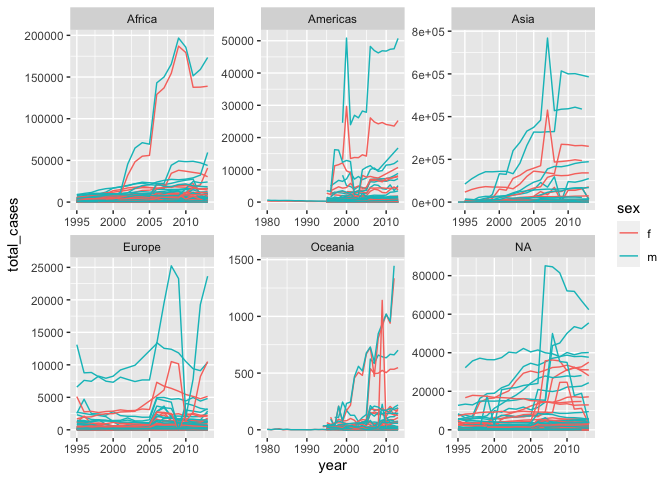 Africa
Americas
Asia
200000
150000
100000
50000
0
1995 2000 2005 2010
50000
40000
30000
20000
10000
0
1980 1990 2000 2010
8e+05
6e+05
4e+05
2e+05
0e+00
1995 2000 2005 2010
total_cases
Europe
Oceania
NA
25000
20000
15000
10000
5000
0
1995 2000 2005 2010
1500
1000
500
0
1980 1990 2000 2010
80000
60000
40000
20000
0
1995 2000 2005 2010
year
sex
f
m